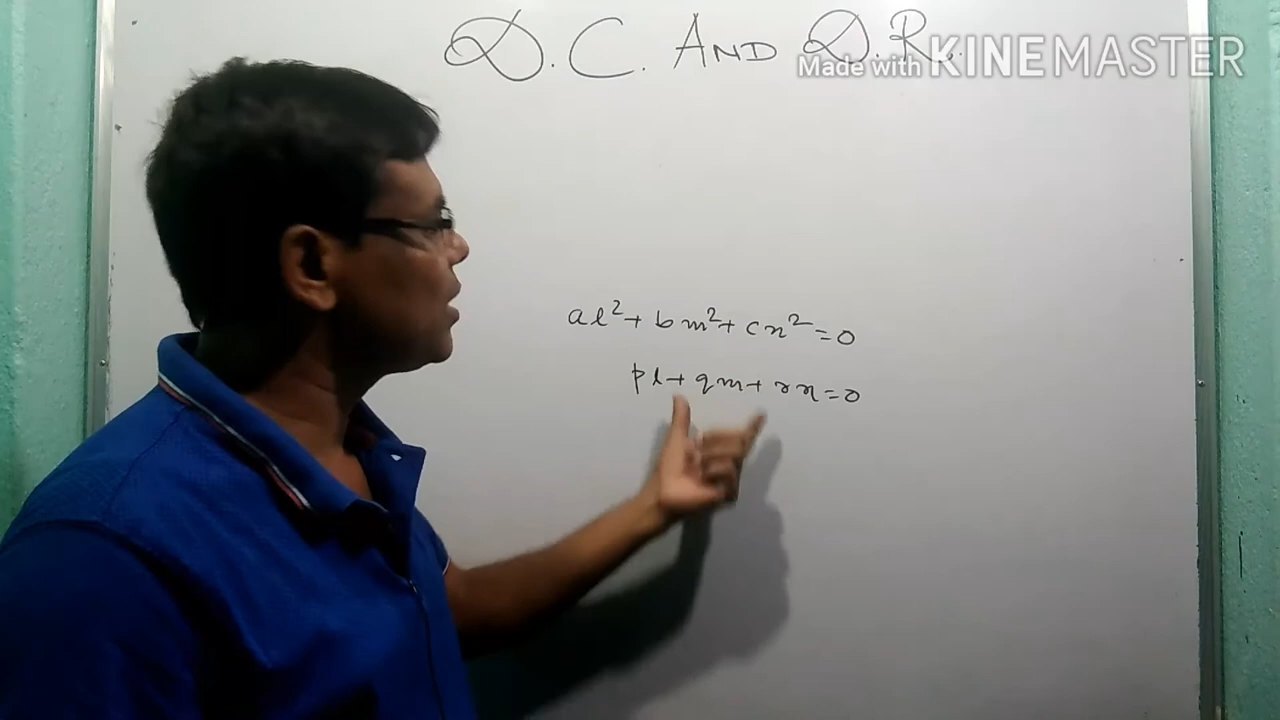 D.C. AND D.R.
Made with KINEMASTER
al²+bm²+cn²=0
pl+qm+rn=0